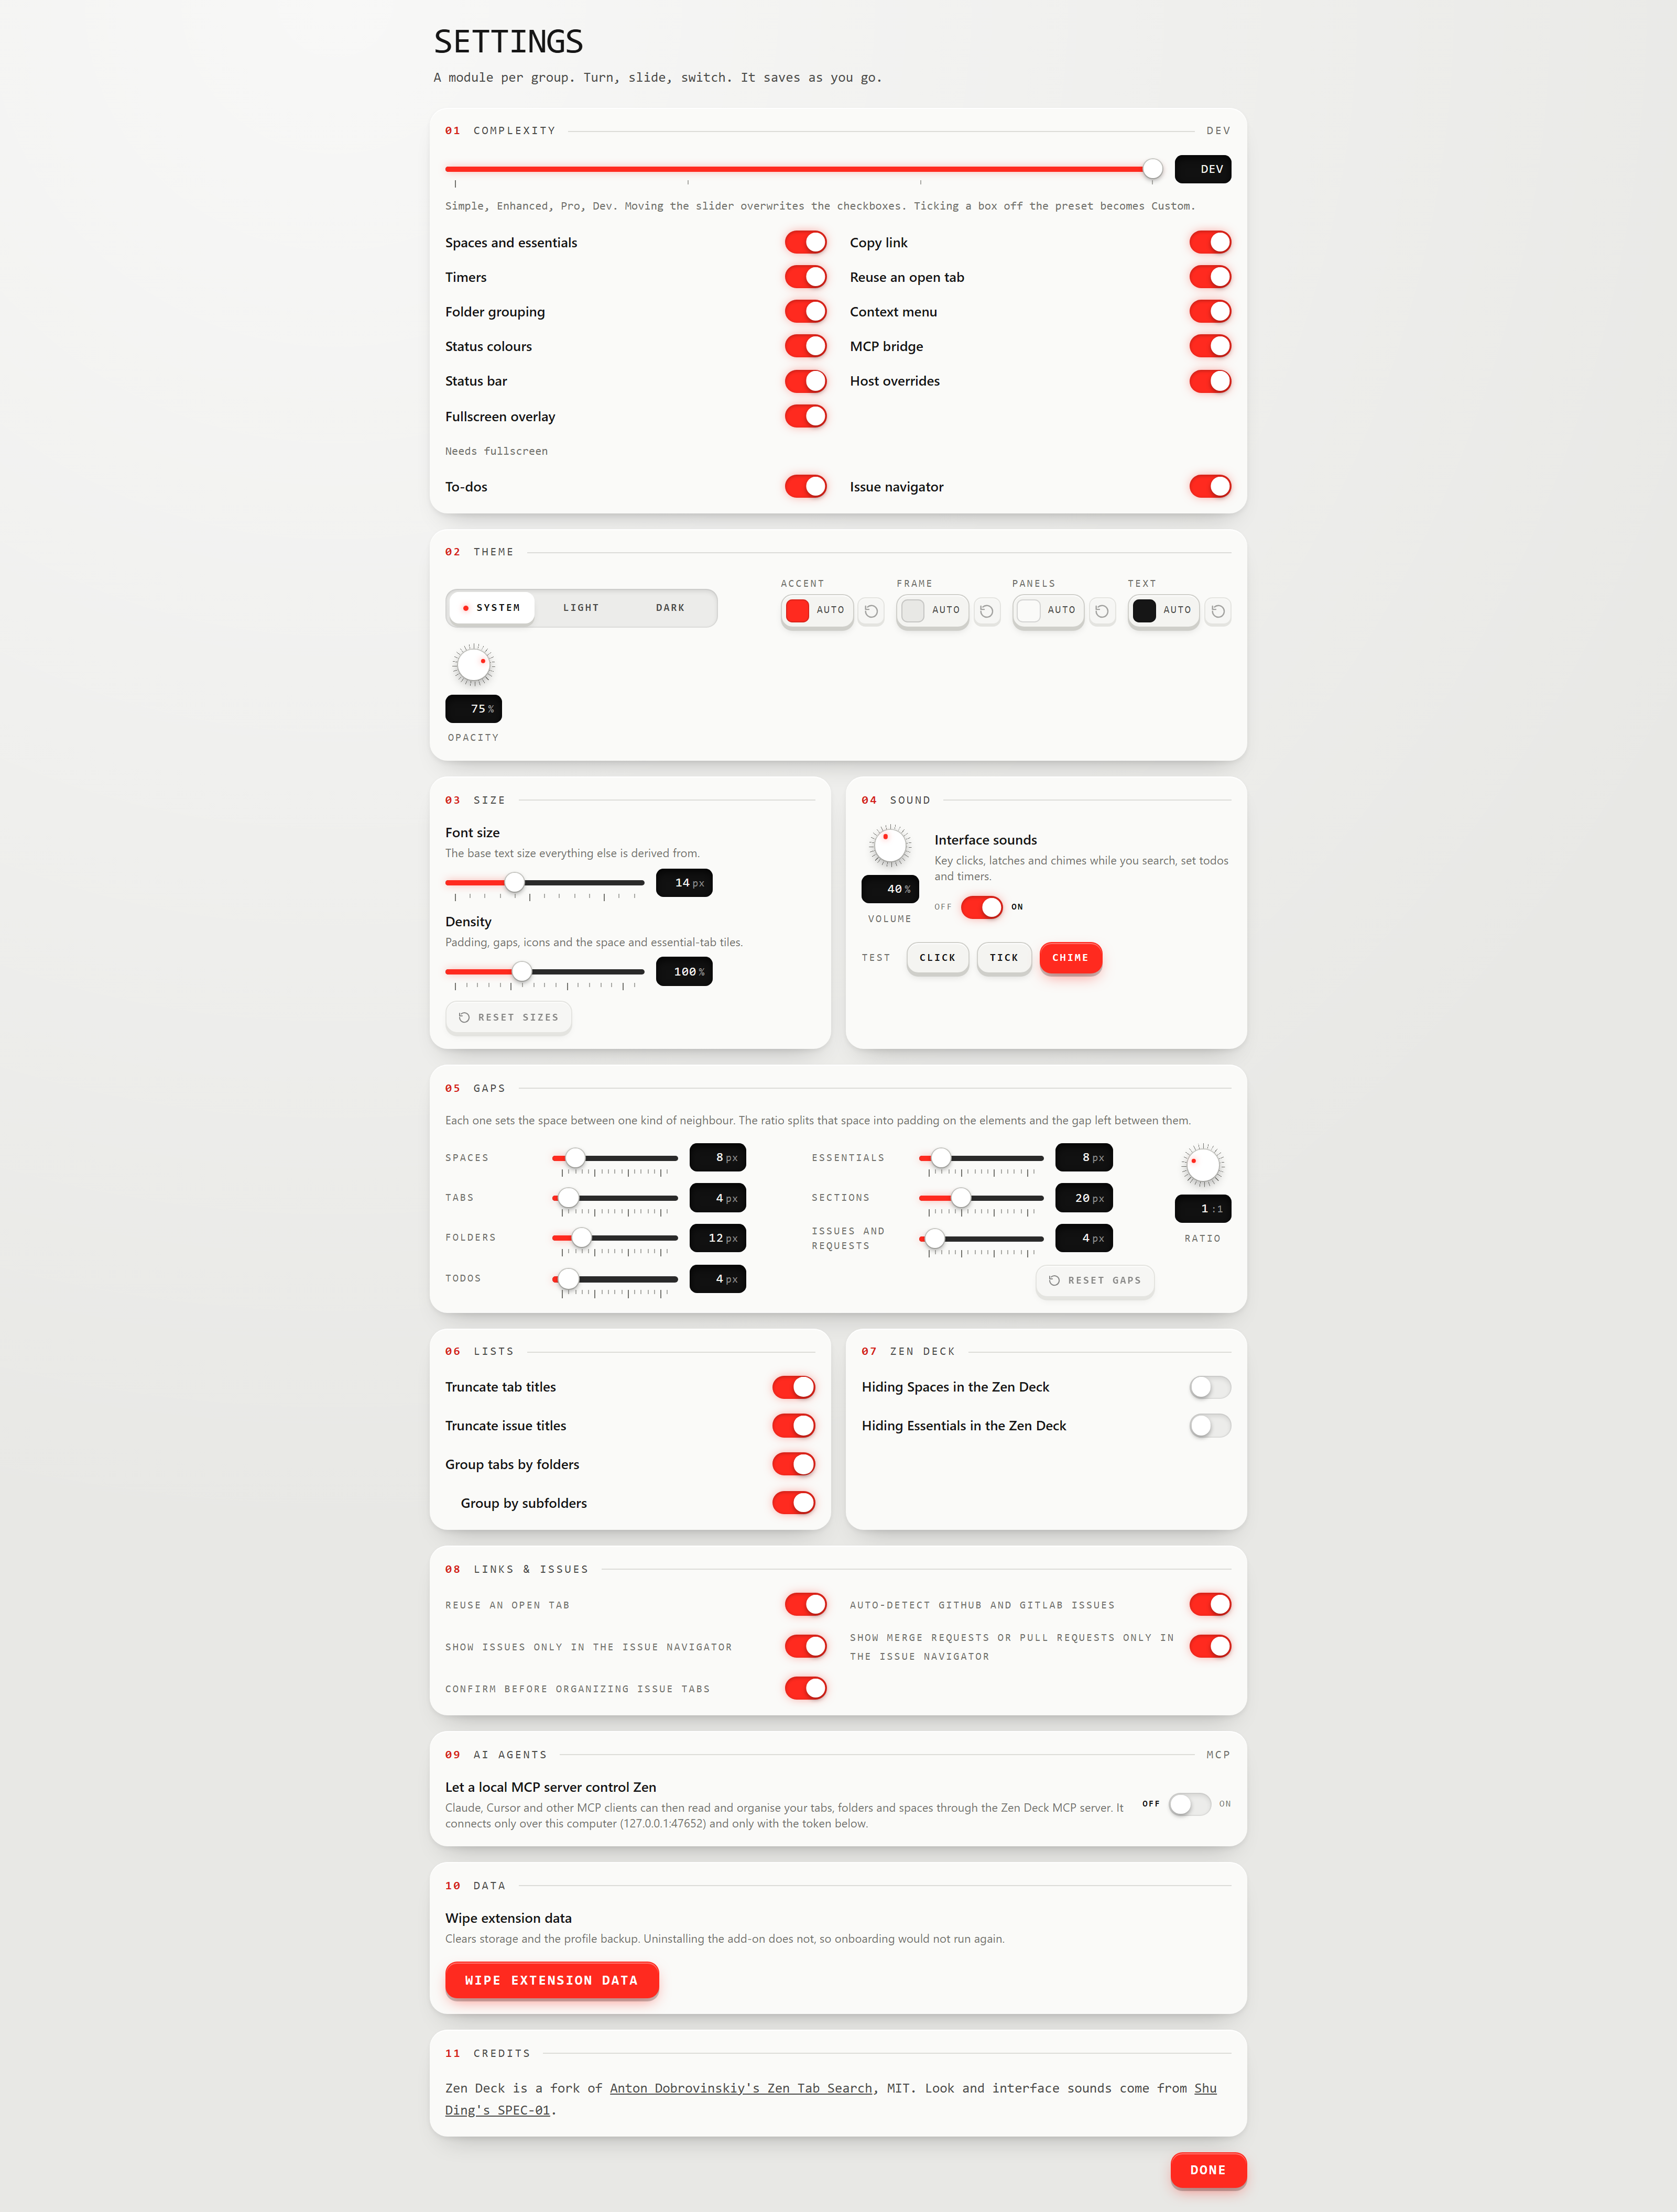 SETTINGS
A module per group. Turn, slide, switch. It saves as you go.
01 COMPLEXITY DEV
DEV
Simple, Enhanced, Pro, Dev. Moving the slider overwrites the checkboxes. Ticking a box off the preset becomes Custom.
Spaces and essentials Copy link
Timers Reuse an open tab
Folder grouping Context menu
Status colours MCP bridge
Status bar Host overrides
Fullscreen overlay
Needs fullscreen
To-dos Issue navigator
02 THEME
ACCENT FRAME PANELS TEXT
SYSTEM LIGHT DARK AUTO AUTO AUTO AUTO
75 %
OPACITY
03 SIZE
Font size
The base text size everything else is derived from.
14 px
Density
Padding, gaps, icons and the space and essential-tab tiles.
100 %
RESET SIZES
04 SOUND
Interface sounds
Key clicks, latches and chimes while you search, set todos
and timers.
40 %
OFF ON
VOLUME
TEST CLICK TICK CHIME
05 GAPS
Each one sets the space between one kind of neighbour. The ratio splits that space into padding on the elements and the gap left between them.
SPACES 8 px
TABS 4 px
FOLDERS 12 px
TODOS 4 px
ESSENTIALS 8 px
SECTIONS 20 px
ISSUES AND
REQUESTS 4 px
RESET GAPS
1 :1
RATIO
06 LISTS
Truncate tab titles
Truncate issue titles
Group tabs by folders
Group by subfolders
07 ZEN DECK
Hiding Spaces in the Zen Deck
Hiding Essentials in the Zen Deck
08 LINKS & ISSUES
REUSE AN OPEN TAB
AUTO-DETECT GITHUB AND GITLAB ISSUES
SHOW ISSUES ONLY IN THE ISSUE NAVIGATOR
SHOW MERGE REQUESTS OR PULL REQUESTS ONLY IN
THE ISSUE NAVIGATOR
CONFIRM BEFORE ORGANIZING ISSUE TABS
09 AI AGENTS MCP
Let a local MCP server control Zen
Claude, Cursor and other MCP clients can then read and organise your tabs, folders and spaces through the Zen Deck MCP server. It
connects only over this computer (127.0.0.1:47652) and only with the token below.
OFF ON
10 DATA
Wipe extension data
Clears storage and the profile backup. Uninstalling the add-on does not, so onboarding would not run again.
WIPE EXTENSION DATA
11 CREDITS
Zen Deck is a fork of Anton Dobrovinskiy's Zen Tab Search, MIT. Look and interface sounds come from Shu
Ding's SPEC-01.
DONE